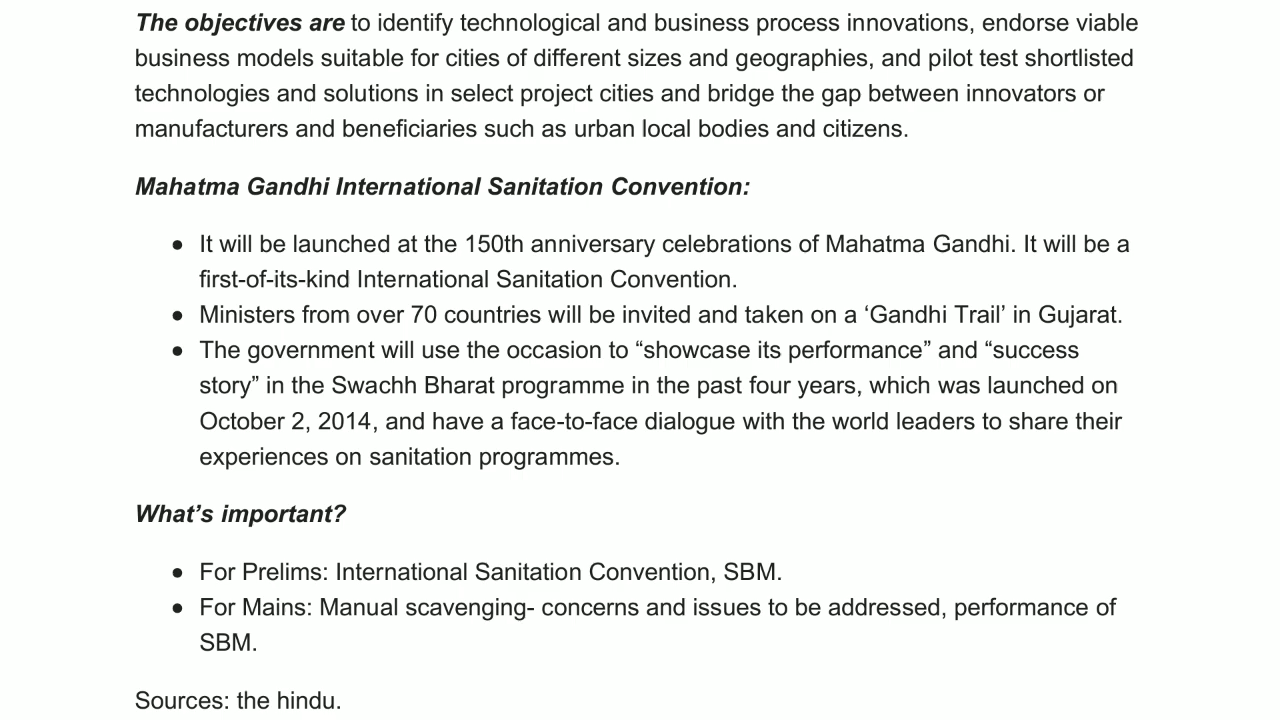 The objectives are to identify technological and business process innovations, endorse viable
business models suitable for cities of different sizes and geographies, and pilot test shortlisted
technologies and solutions in select project cities and bridge the gap between innovators or
manufacturers and beneficiaries such as urban local bodies and citizens.
Mahatma Gandhi International Sanitation Convention:
● It will be launched at the 150th anniversary celebrations of Mahatma Gandhi. It will be a
first-of-its-kind International Sanitation Convention.
● Ministers from over 70 countries will be invited and taken on a ‘Gandhi Trail’ in Gujarat.
● The government will use the occasion to “showcase its performance” and “success
story” in the Swachh Bharat programme in the past four years, which was launched on
October 2, 2014, and have a face-to-face dialogue with the world leaders to share their
experiences on sanitation programmes.
What’s important?
● For Prelims: International Sanitation Convention, SBM.
● For Mains: Manual scavenging- concerns and issues to be addressed, performance of
SBM.
Sources: the hindu.